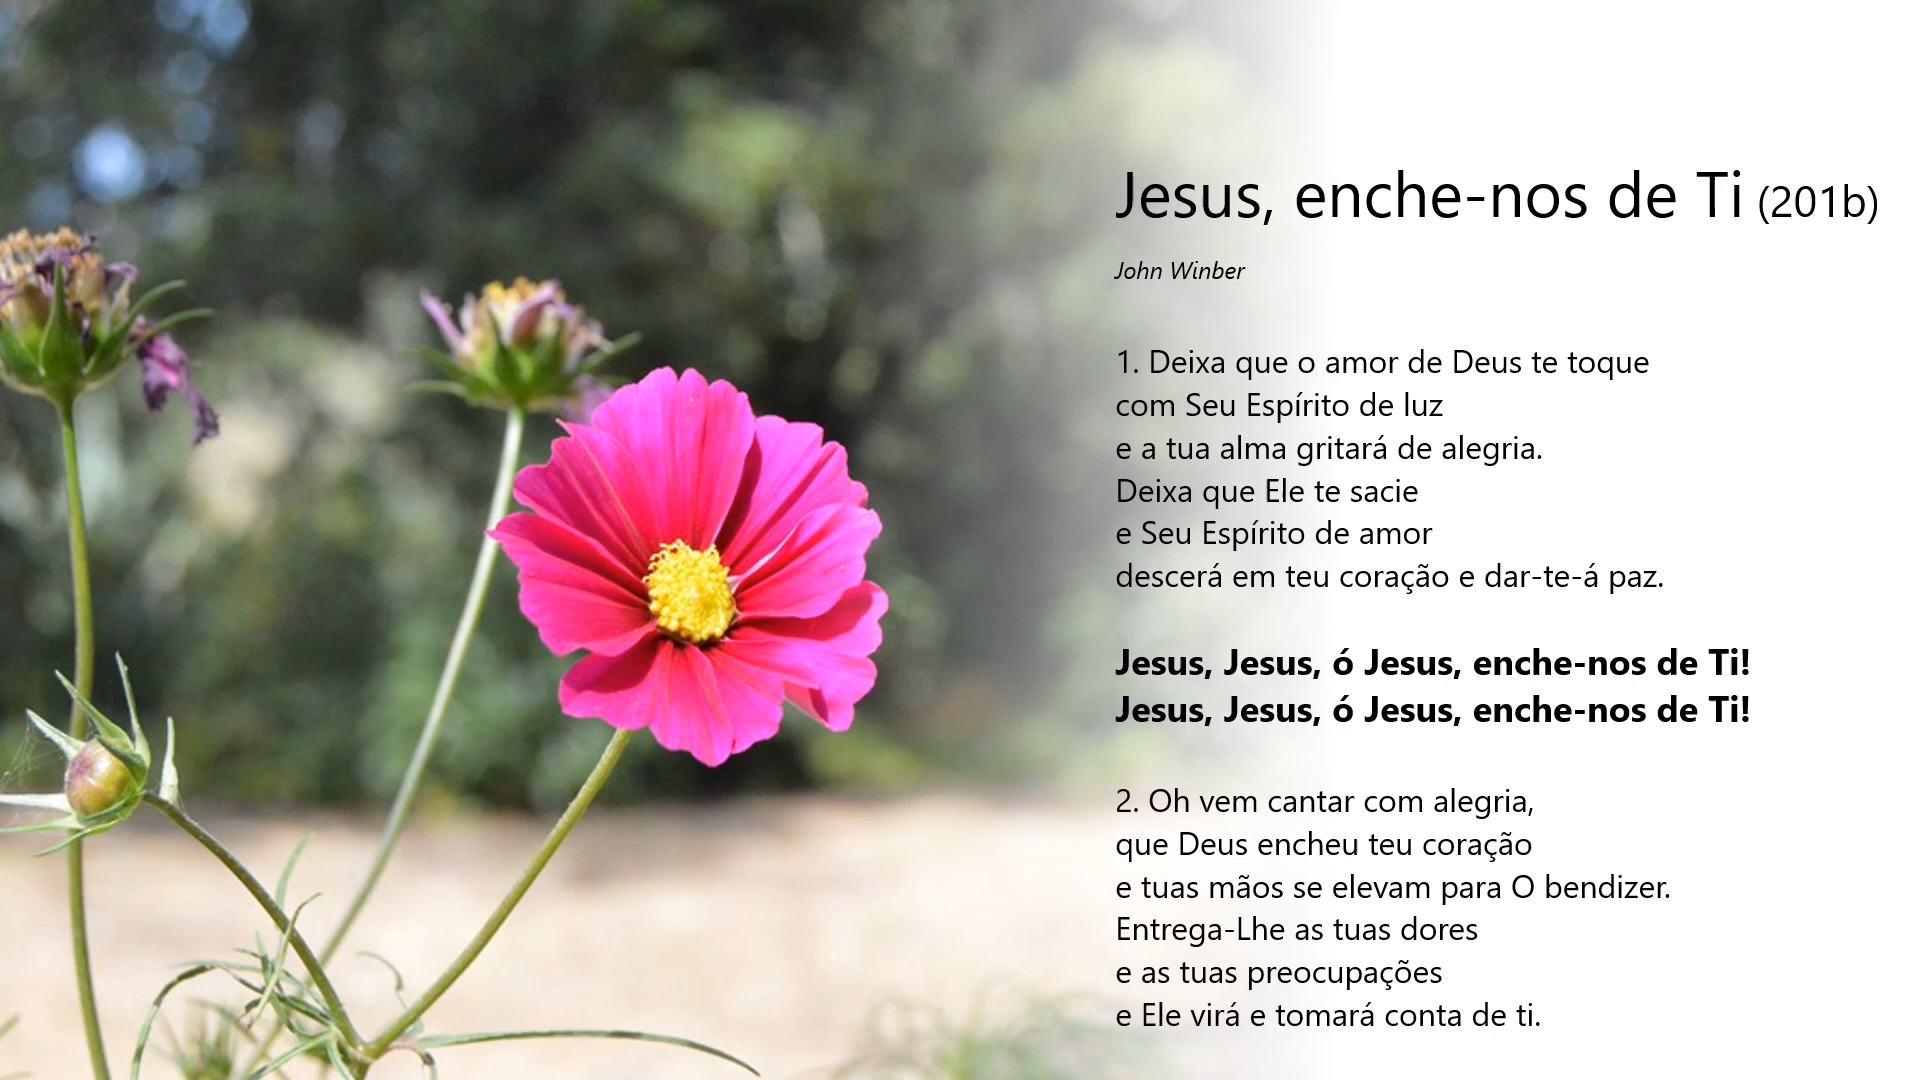 Jesus, enche-nos de Ti (201b)
John Winber
1. Deixa que o amor de Deus te toque
com Seu Espírito de luz
e a tua alma gritará de alegria.
Deixa que Ele te sacie
e Seu Espírito de amor
descerá em teu coração e dar-te-á paz.
Jesus, Jesus, ó Jesus, enche-nos de Ti!
Jesus, Jesus, ó Jesus, enche-nos de Ti!
2. Oh vem cantar com alegria,
que Deus encheu teu coração
e tuas mãos se elevam para O bendizer.
Entrega-Lhe as tuas dores
e as tuas preocupações
e Ele virá e tomará conta de ti.